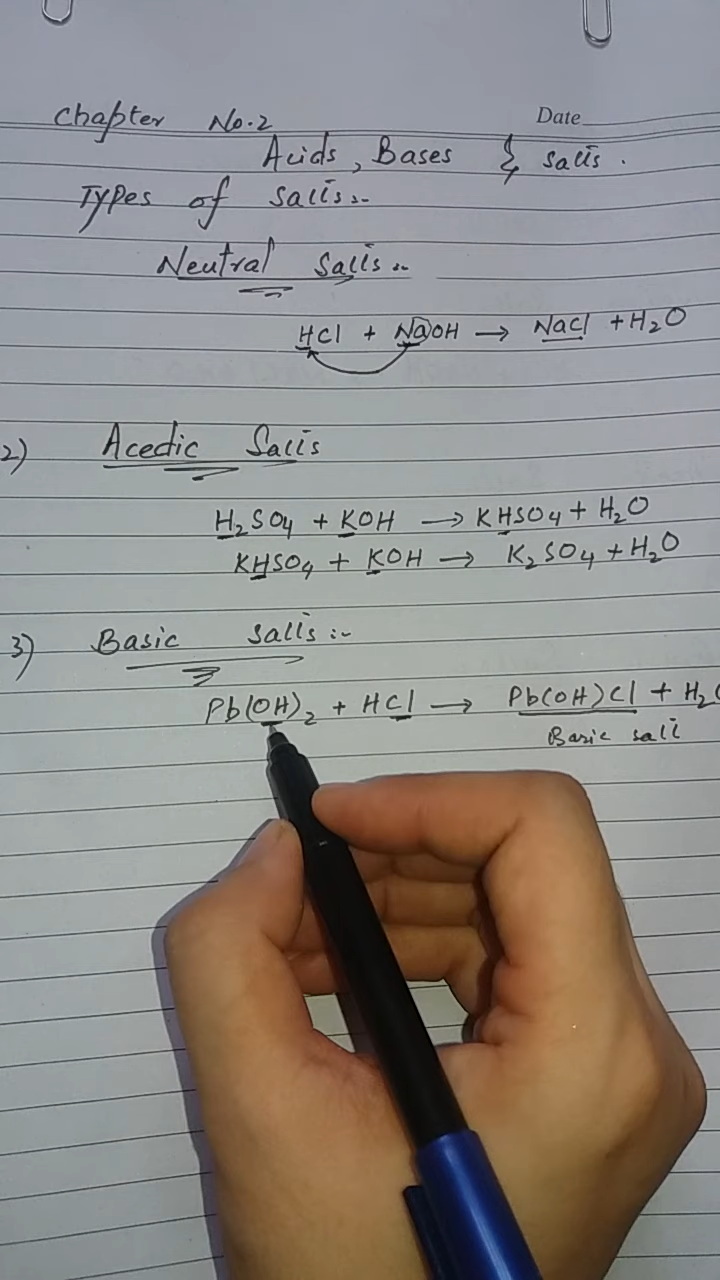 Chapter No.2 Date
Acids, Bases & salts.
Types of salts:-
Neutral Salts:-
HCl + NaOH → NaCl + H₂O
2) Acedic Salts
H₂SO₄ + KOH → KHSO₄ + H₂O
KHSO₄ + KOH → K₂SO₄ + H₂O
3) Basic salts:-
Pb(OH)₂ + HCl → Pb(OH)Cl + H₂O
Basic salt